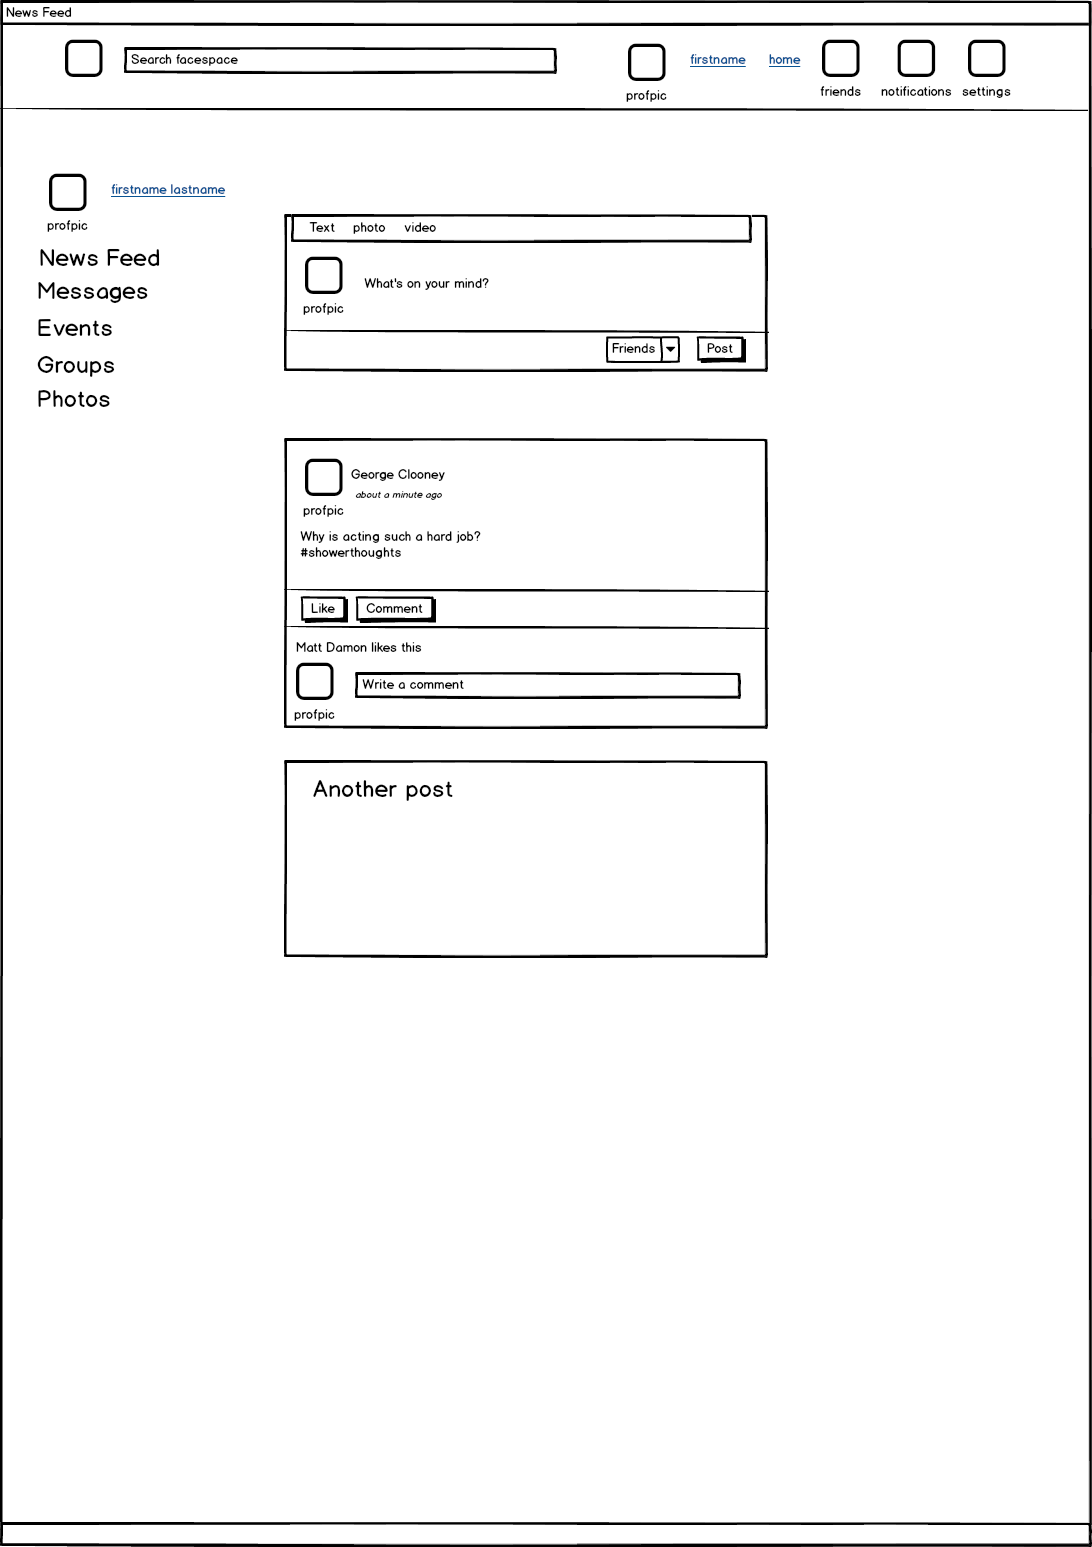 News Feed
Search facespace
firstname home
profpic
friends notifications settings
firstname lastname
profpic
News Feed
Messages
Events
Groups
Photos
Text photo video
What's on your mind?
profpic
Friends Post
George Clooney
about a minute ago
profpic
Why is acting such a hard job?
#showerthoughts
Like Comment
Matt Damon likes this
Write a comment
profpic
Another post